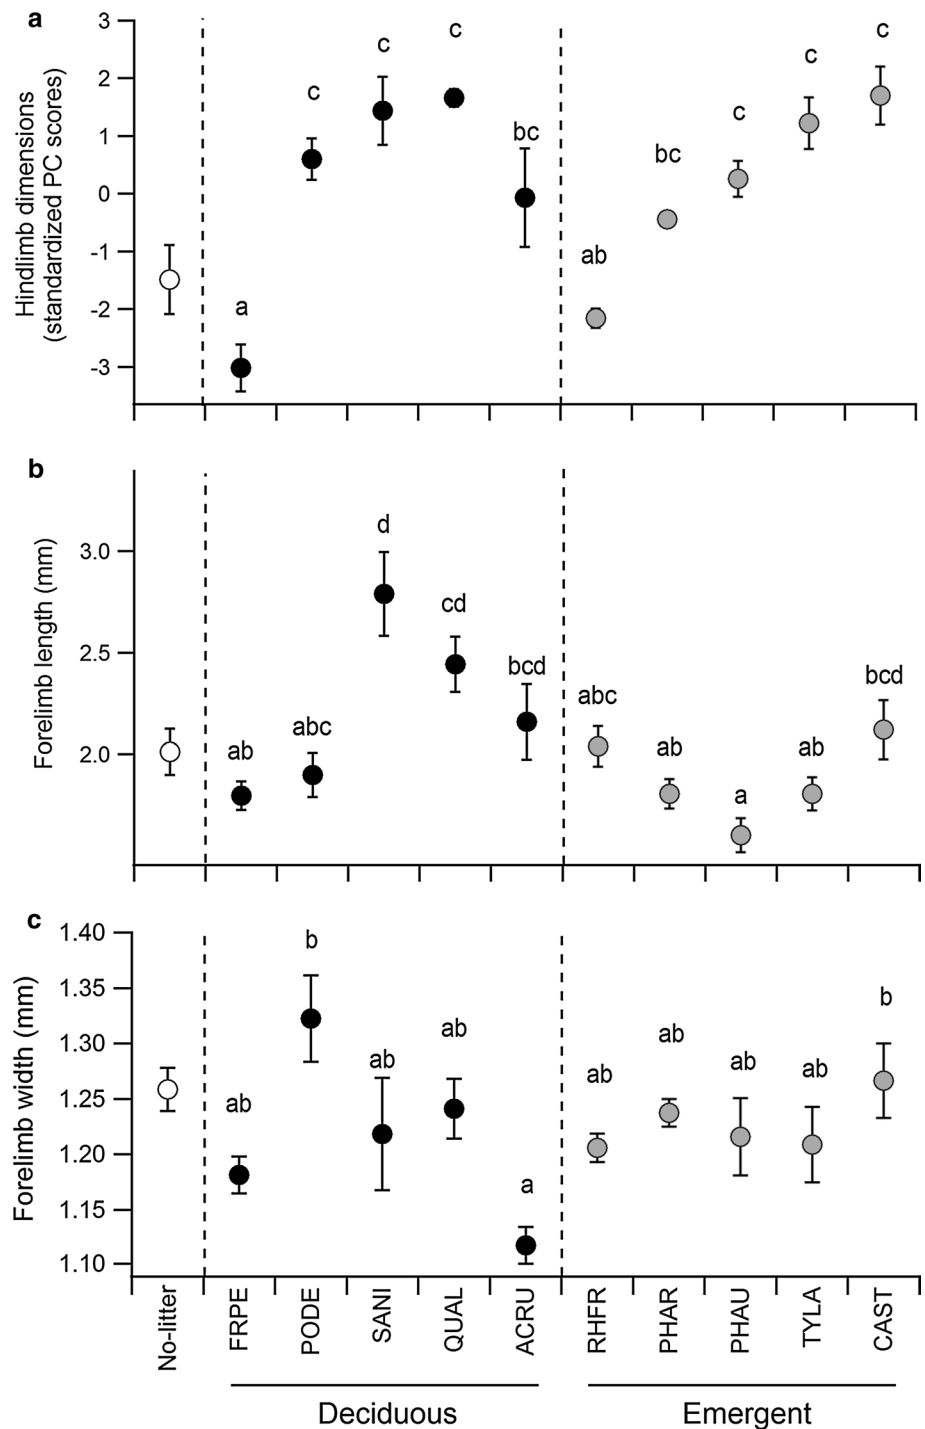 a
Hindlimb dimensions
(standardized PC scores)
3
2
1
0
-1
-2
-3
a
c
c
c
bc
ab
bc
c
c
c
b
Forelimb length (mm)
3.0
2.5
2.0
ab
abc
d
cd
bcd
abc
ab
a
ab
bcd
c
Forelimb width (mm)
1.40
1.35
1.30
1.25
1.20
1.15
1.10
ab
b
ab
ab
a
ab
ab
ab
ab
b
No-litter
FRPE
PODE
SANI
QUAL
ACRU
RHFR
PHAR
PHAU
TYLA
CAST
Deciduous
Emergent